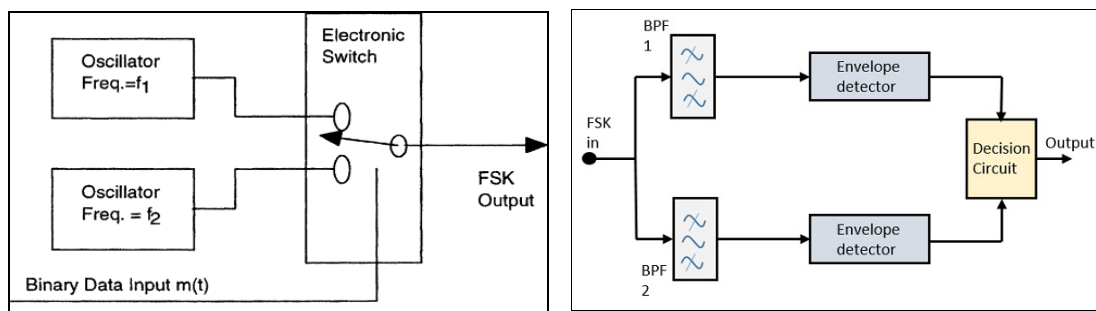 Oscillator
Freq.=f1
Electronic
Switch
Oscillator
Freq. = f2
FSK
Output
Binary Data Input m(t)
BPF
1
Envelope
detector
FSK
in
Decision
Circuit
Output
Envelope
detector
BPF
2